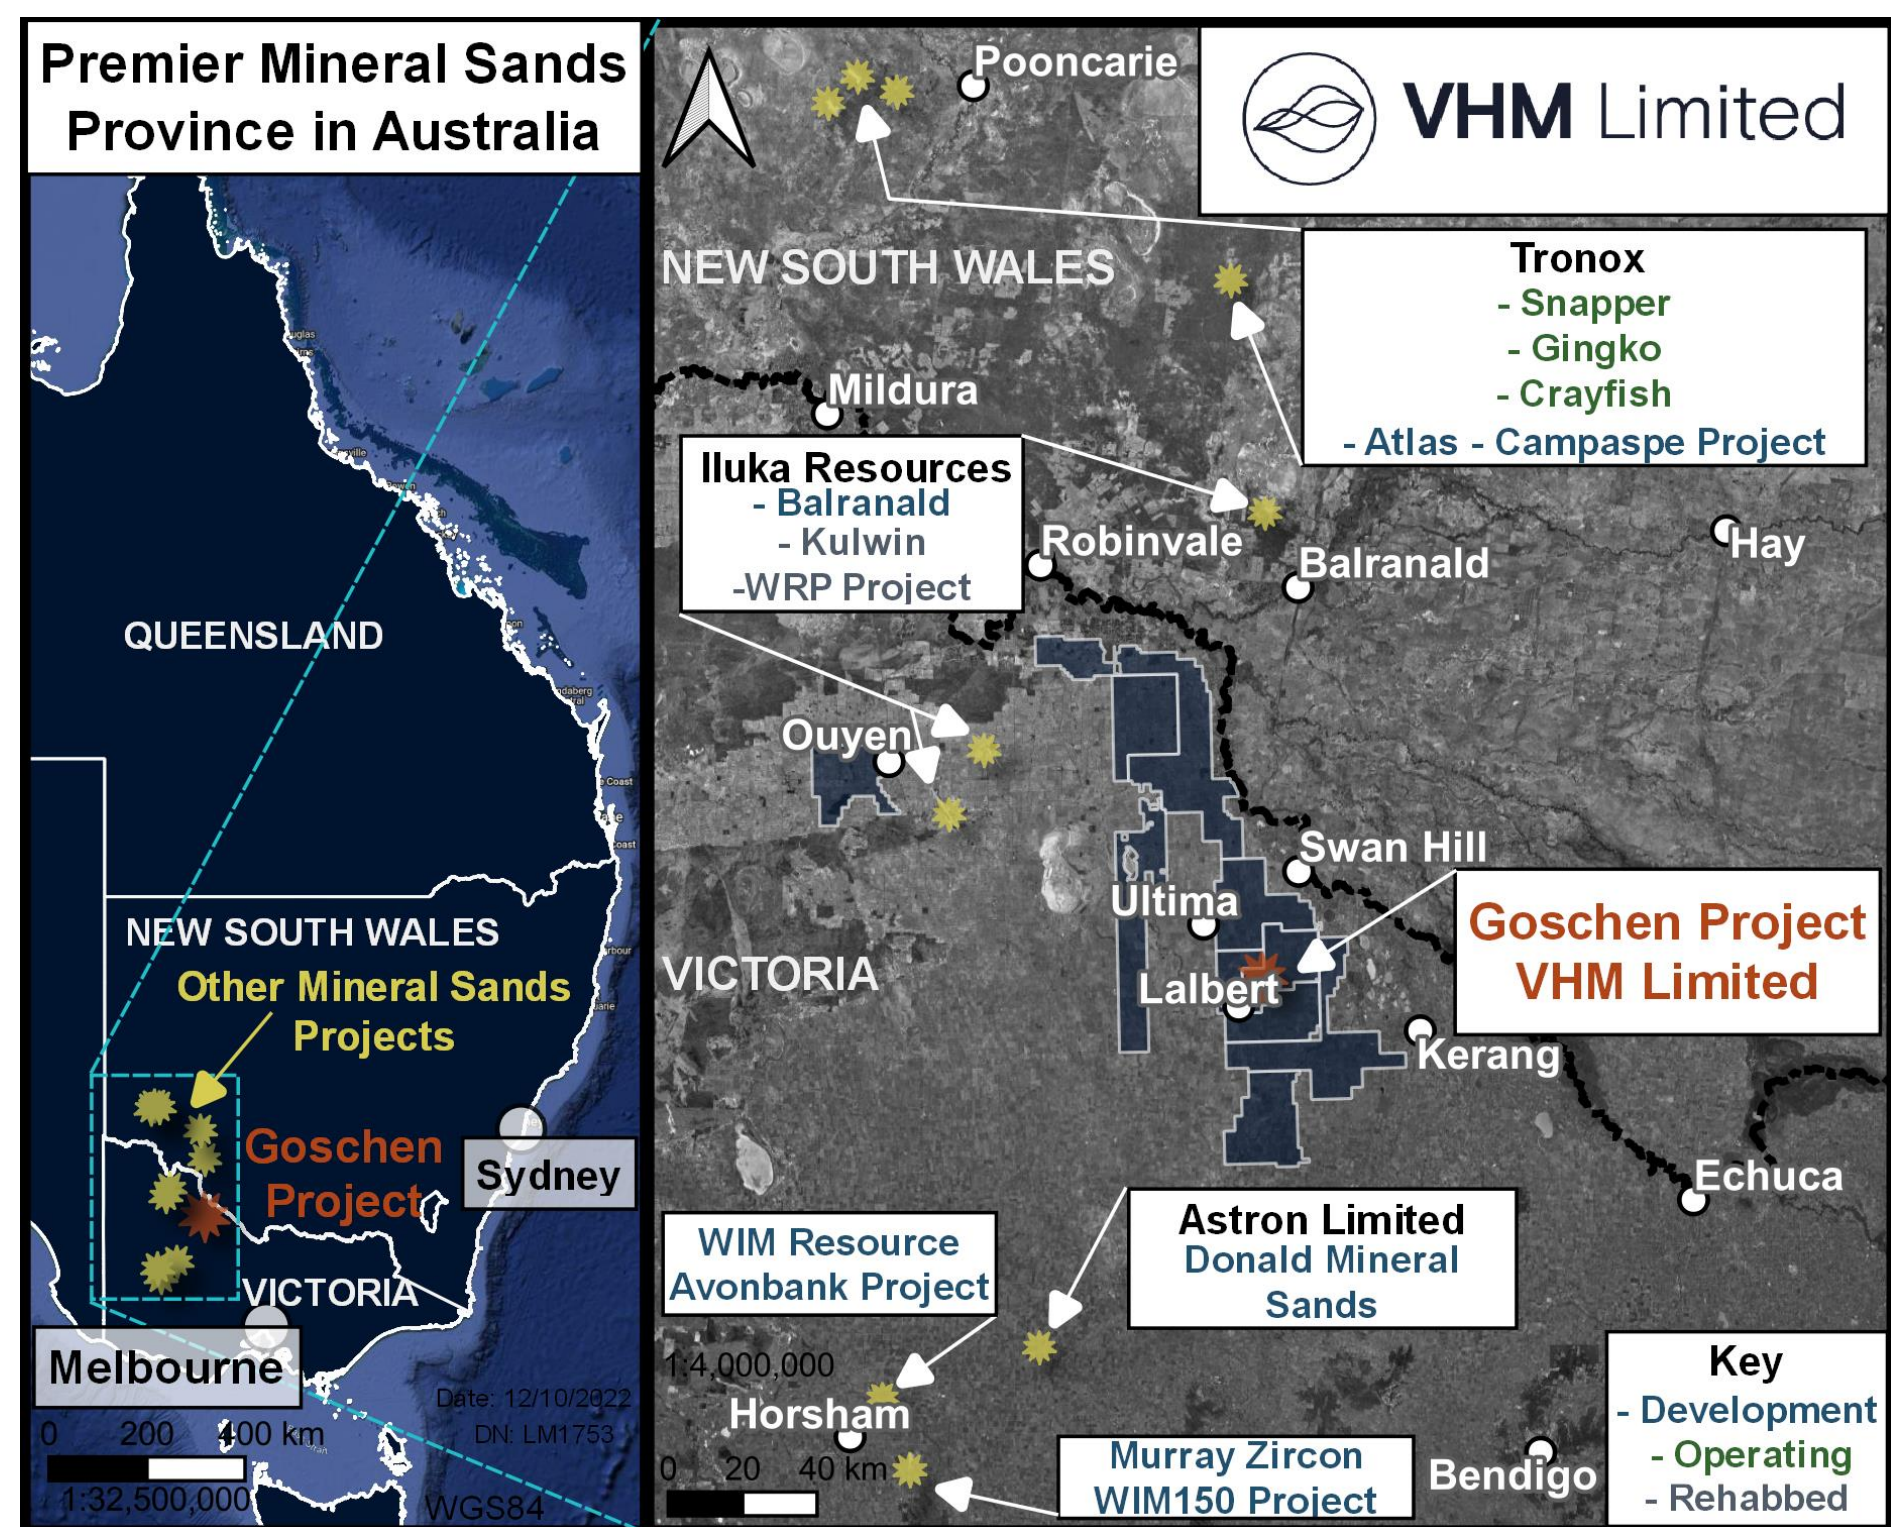 Premier Mineral Sands
Province in Australia
QUEENSLAND
NEW SOUTH WALES
Other Mineral Sands
Projects
Goschen
Project
Sydney
VICTORIA
Melbourne
Date: 12/10/2022
DN: LM1753
0 200 400 km
1:32,500,000
WGS84
Pooncarie
VHM Limited
NEW SOUTH WALES
Tronox
- Snapper
- Gingko
- Crayfish
- Atlas - Campaspe Project
Mildura
Iluka Resources
- Balranald
- Kulwin
-WRP Project
Robinvale
Balranald
Hay
Ouyen
Swan Hill
Ultima
Goschen Project
VHM Limited
VICTORIA
Lalbert
Kerang
Echuca
WIM Resource
Avonbank Project
Astron Limited
Donald Mineral
Sands
1:4,000,000
Horsham
0 20 40 km
Murray Zircon
WIM150 Project
Bendigo
Key
- Development
- Operating
- Rehabbed